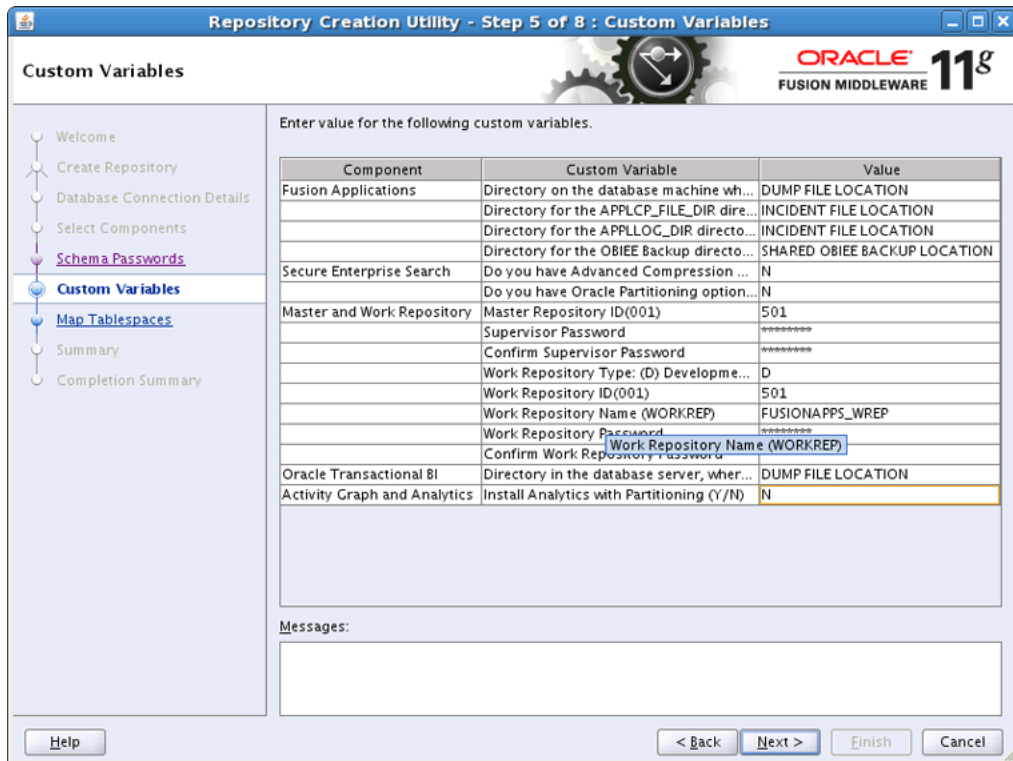 Repository Creation Utility - Step 5 of 8 : Custom Variables
Custom Variables
ORACLE
FUSION MIDDLEWARE 11g
Welcome
Create Repository
Database Connection Details
Select Components
Schema Passwords
Custom Variables
Map Tablespaces
Summary
Completion Summary
Enter value for the following custom variables.
Component Custom Variable Value
Fusion Applications Directory on the database machine wh... DUMP FILE LOCATION
Directory for the APPLCP_FILE_DIR dire... INCIDENT FILE LOCATION
Directory for the APPLLOG_DIR directo... INCIDENT FILE LOCATION
Directory for the OBIEE Backup directo... SHARED OBIEE BACKUP LOCATION
Secure Enterprise Search Do you have Advanced Compression ... N
Do you have Oracle Partitioning option... N
Master and Work Repository Master Repository ID(001) 501
Supervisor Password ********
Confirm Supervisor Password ********
Work Repository Type: (D) Developme... D
Work Repository ID(001) 501
Work Repository Name (WORKREP) FUSIONAPPS_WREP
Work Repository Password ********
Work Repository Name (WORKREP)
Confirm Work Repository Password
Oracle Transactional BI Directory in the database server, wher... DUMP FILE LOCATION
Activity Graph and Analytics Install Analytics with Partitioning (Y/N) N
Messages:
Help < Back Next > Finish Cancel